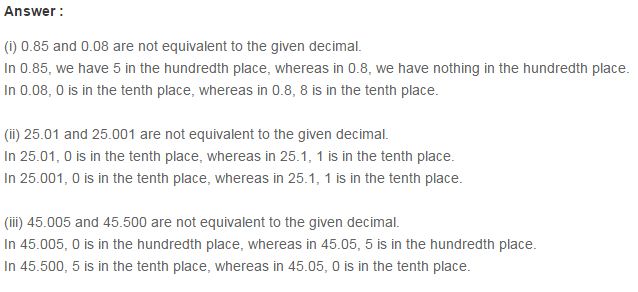 Answer :
(i) 0.85 and 0.08 are not equivalent to the given decimal.
In 0.85, we have 5 in the hundredth place, whereas in 0.8, we have nothing in the hundredth place.
In 0.08, 0 is in the tenth place, whereas in 0.8, 8 is in the tenth place.
(ii) 25.01 and 25.001 are not equivalent to the given decimal.
In 25.01, 0 is in the tenth place, whereas in 25.1, 1 is in the tenth place.
In 25.001, 0 is in the tenth place, whereas in 25.1, 1 is in the tenth place.
(iii) 45.005 and 45.500 are not equivalent to the given decimal.
In 45.005, 0 is in the hundredth place, whereas in 45.05, 5 is in the hundredth place.
In 45.500, 5 is in the tenth place, whereas in 45.05, 0 is in the tenth place.